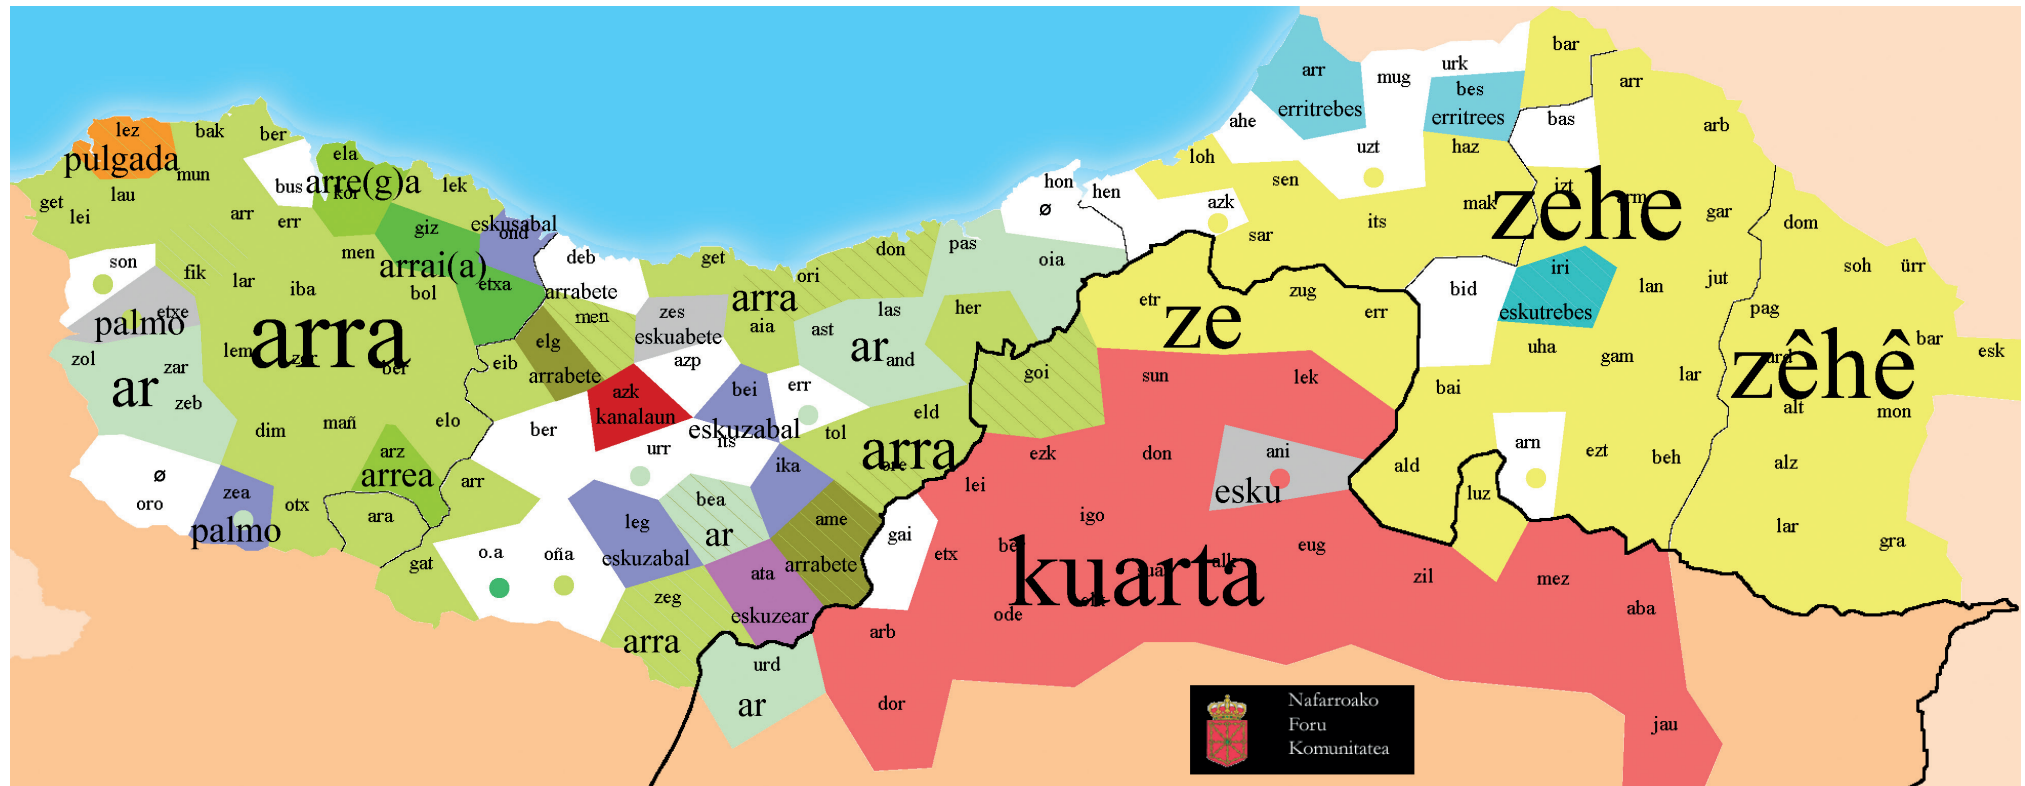 bar
arr
urk
mug
arr
bes
erritrebes
erritrees
bas
ahe
arb
lez
bak
ber
pulgada
mun
ela
uzt
haz
loh
arre(g)a
kor
lek
bus
lau
get
lei
arr
err
hon
hen
ø
sen
azk
its
mak
izt
arm
zehe
gar
dom
giz
eskusabal
ond
men
sar
son
fik
lar
iba
arrai(a)
bol
etxa
deb
arrabete
get
don
ori
pas
oia
iri
soh
ürr
lan
jut
etxe
palmo
arra
men
zes
eskuabete
arra
aia
las
ast
her
etr
zug
err
ze
bid
eskutrebes
pag
bar
esk
zol
zar
lem
zor
ber
eib
elg
arrabete
azp
ar
and
goi
sun
lek
uha
gam
lar
urd
zêhê
ar
zeb
azk
kanalaun
bei
err
bai
alt
mon
dim
mañ
elo
ber
urr
eskuzabal
its
tol
eld
arra
ore
arz
arrea
ika
ezk
don
ani
esku
ald
arn
ezt
beh
alz
ø
oro
zea
palmo
otx
ara
arr
lei
luz
bea
ar
leg
eskuzabal
ame
arrabete
gai
etx
igo
ber
kuarta
alk
eug
zil
mez
lar
gra
gat
o.a
oña
ata
eskuzear
zeg
arra
ode
arb
aba
urd
ar
dor
jau
Nafarroako
Foru
Komunitatea